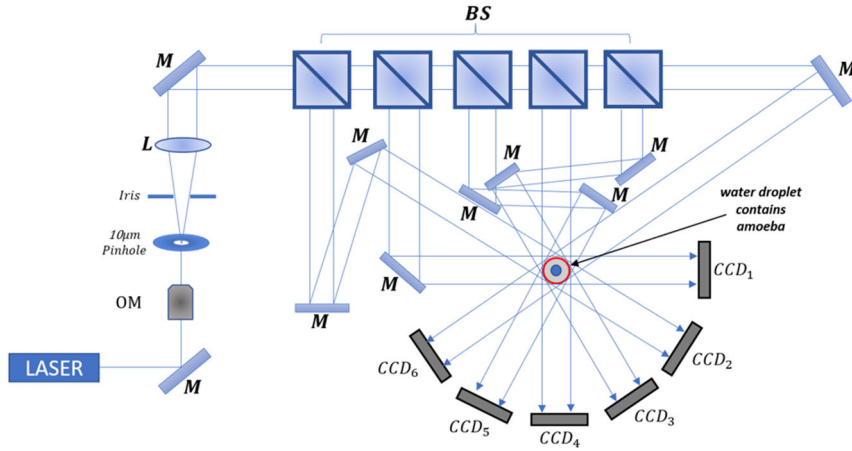 BS
M
M
L
M
M
M
Iris
M
water droplet
contains
amoeba
10μm
Pinhole
CCD₁
M
OM
M
CCD₂
LASER
CCD₆
M
CCD₃
CCD₅
CCD₄